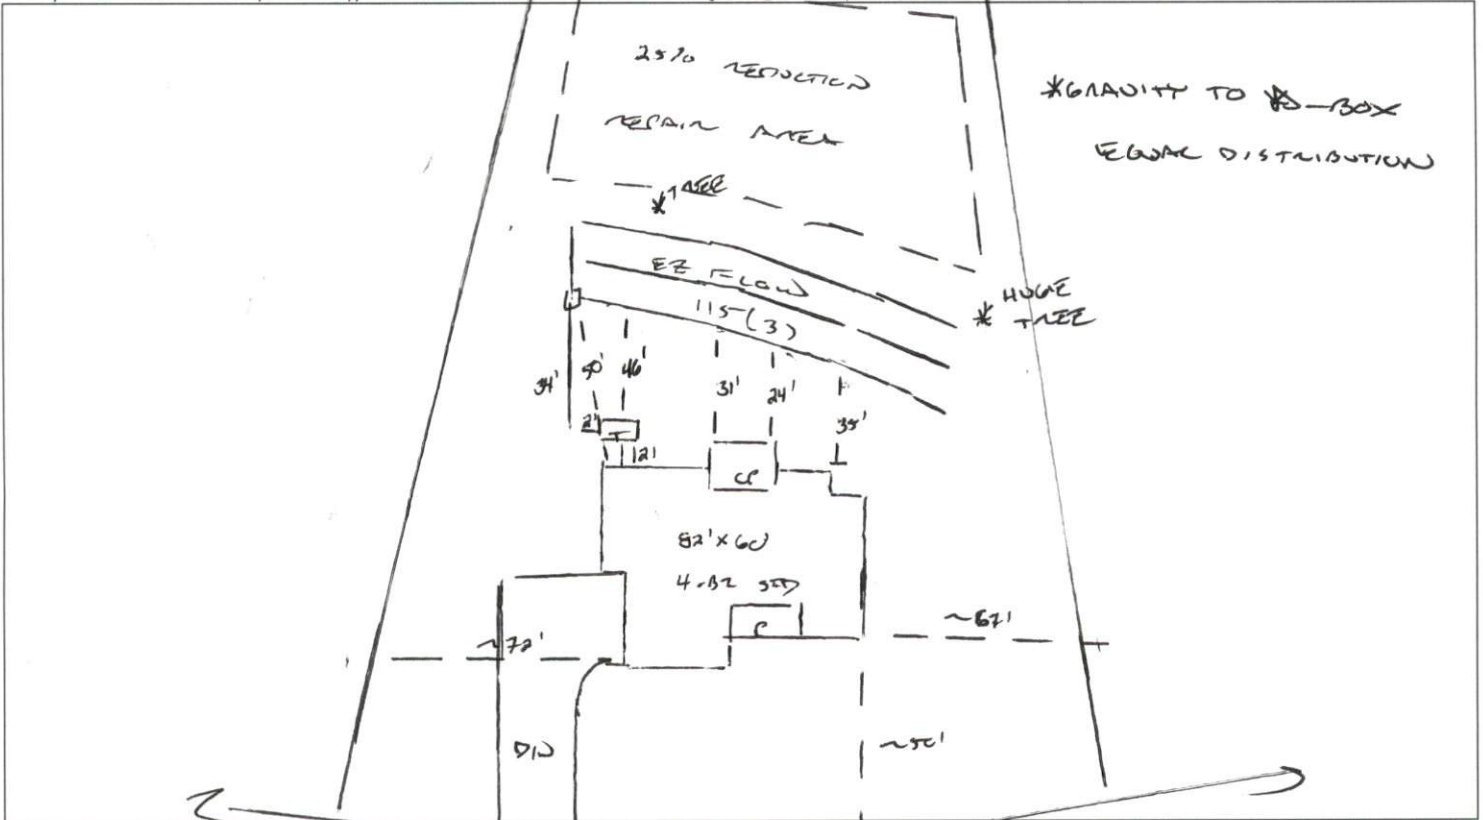 25% REDUCTION
REPAIR AREA
*GRAVITY TO D-BOX
EQUAL DISTRIBUTION
* TREE
EZ FLOW
115(3)
* HUGE
TREE
34'
50'
46'
31'
24'
35'
2'
T
12'
CP
82'x60'
4-BR SFD
P
~72'
~67'
DW
~50'